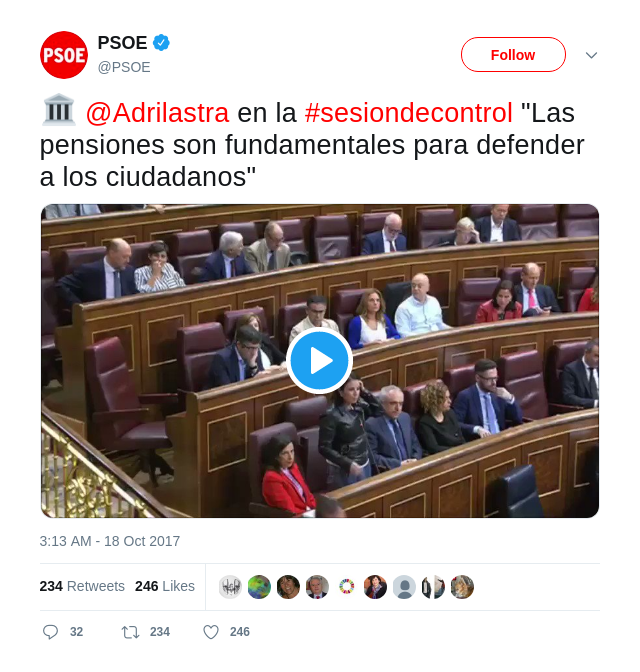 PSOE
PSOE
@PSOE
Follow
@Adrilastra en la #sesiondecontrol "Las
pensiones son fundamentales para defender
a los ciudadanos"
3:13 AM - 18 Oct 2017
234 Retweets 246 Likes
32 234 246